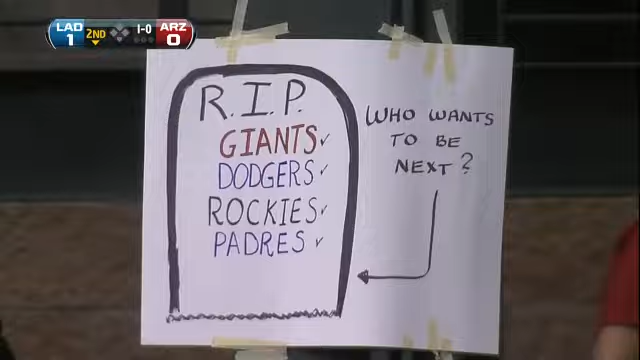 LAD 2ND 1-0 ARZ
1 0
R.I.P.
GIANTS✓
DODGERS✓
ROCKIES✓
PADRES ✓
WHO WANTS
TO BE
NEXT?